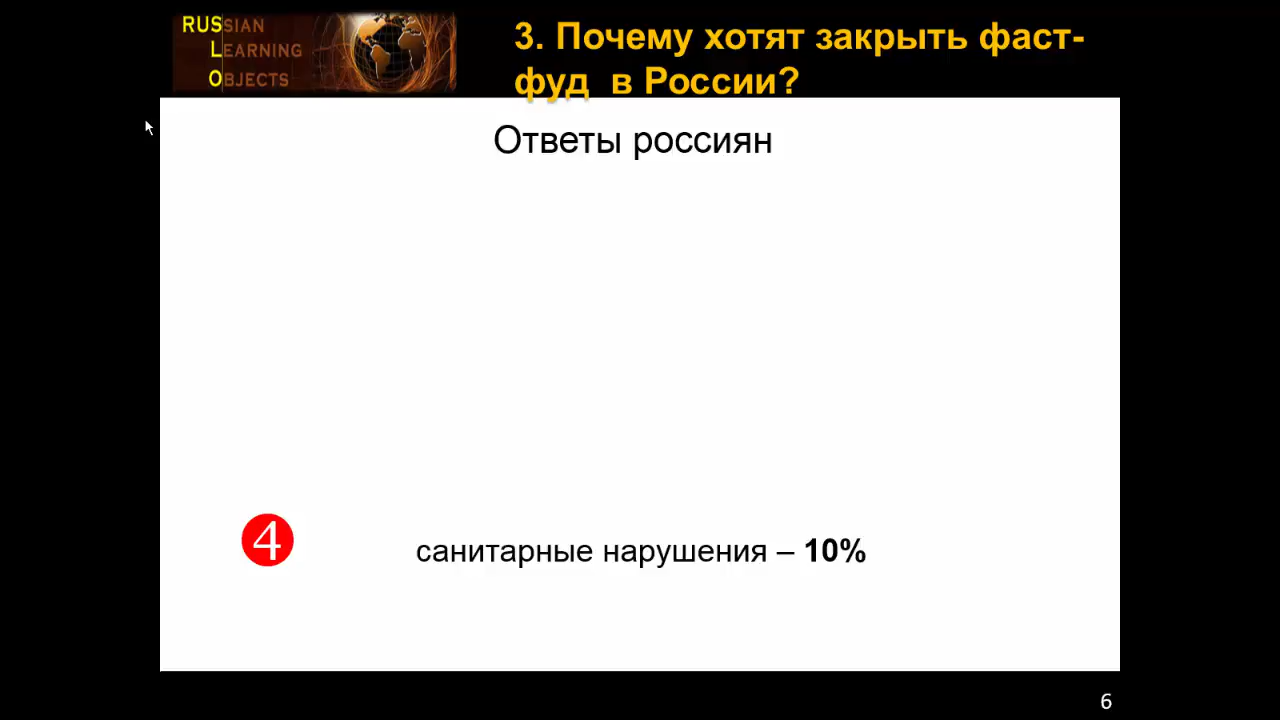 RUSSIAN
LEARNING
OBJECTS
3. Почему хотят закрыть фаст-
фуд в России?
Ответы россиян
4
санитарные нарушения – 10%
6